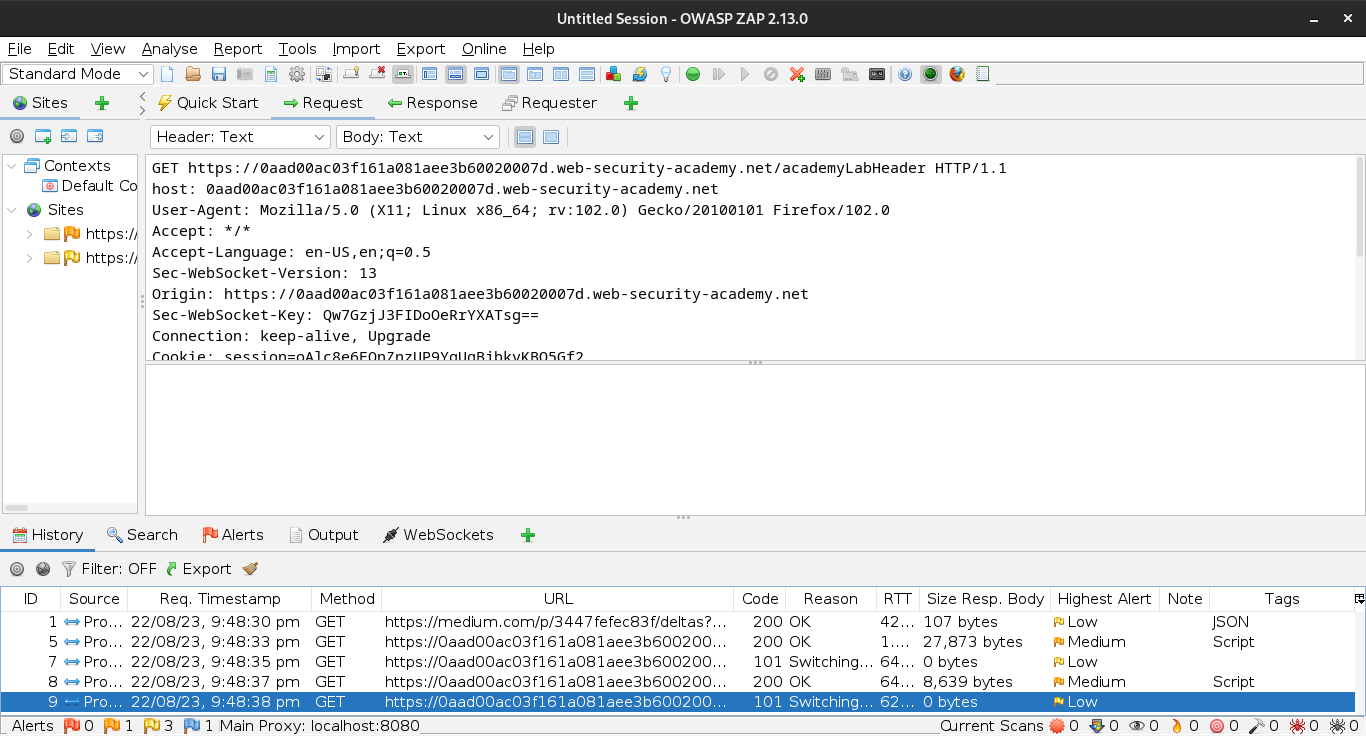 Untitled Session - OWASP ZAP 2.13.0
File Edit View Analyse Report Tools Import Export Online Help
Standard Mode
Sites Quick Start Request Response Requester
Header: Text Body: Text
Contexts
Default Co
Sites
https://
https://
GET https://0aad00ac03f161a081aee3b60020007d.web-security-academy.net/academyLabHeader HTTP/1.1
host: 0aad00ac03f161a081aee3b60020007d.web-security-academy.net
User-Agent: Mozilla/5.0 (X11; Linux x86_64; rv:102.0) Gecko/20100101 Firefox/102.0
Accept: */*
Accept-Language: en-US,en;q=0.5
Sec-WebSocket-Version: 13
Origin: https://0aad00ac03f161a081aee3b60020007d.web-security-academy.net
Sec-WebSocket-Key: Qw7GzjJ3FIDoOeRrYXATsg==
Connection: keep-alive, Upgrade
Cookie:
History Search Alerts Output WebSockets
Filter: OFF Export
ID Source Req. Timestamp Method URL Code Reason RTT Size Resp. Body Highest Alert Note Tags
1 Pro... 22/08/23, 9:48:30 pm GET https://medium.com/p/3447fefec83f/deltas?... 200 OK 42... 107 bytes Low JSON
5 Pro... 22/08/23, 9:48:33 pm GET https://0aad00ac03f161a081aee3b600200... 200 OK 1.... 27,873 bytes Medium Script
7 Pro... 22/08/23, 9:48:35 pm GET https://0aad00ac03f161a081aee3b600200... 101 Switching... 64... 0 bytes Low
8 Pro... 22/08/23, 9:48:37 pm GET https://0aad00ac03f161a081aee3b600200... 200 OK 64... 8,639 bytes Medium Script
9 Pro... 22/08/23, 9:48:38 pm GET https://0aad00ac03f161a081aee3b600200... 101 Switching... 62... 0 bytes Low
Alerts 0 1 3 1 Main Proxy: localhost:8080 Current Scans 0 0 0 0 0 0 0 0